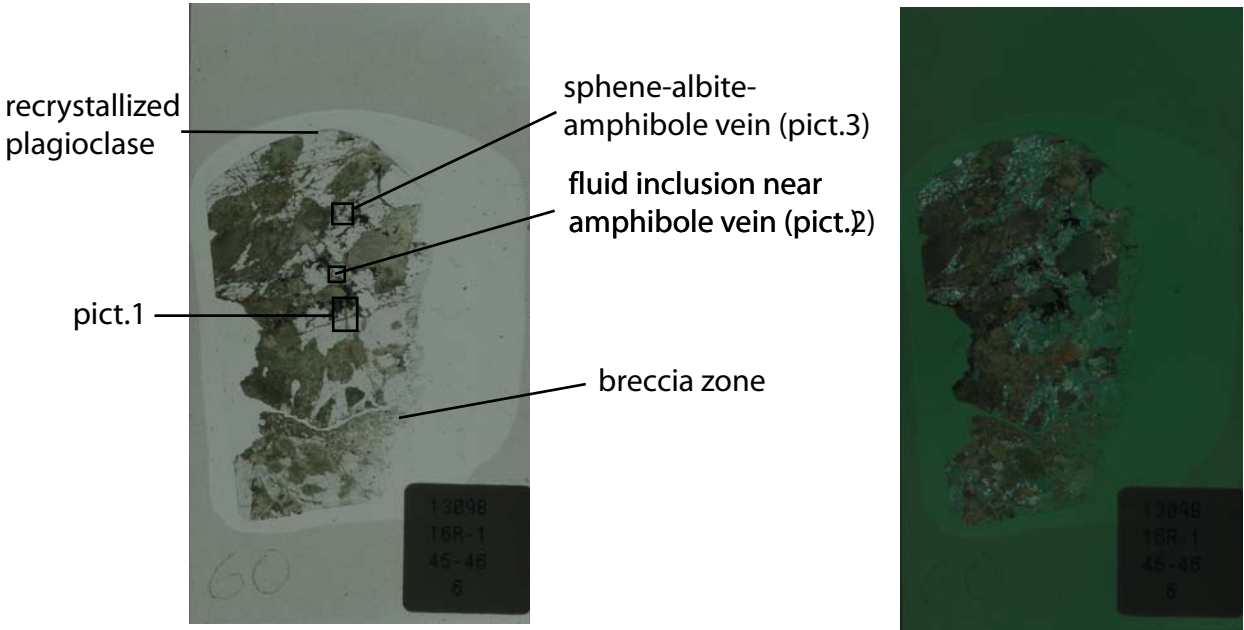 recrystallized
plagioclase
sphene-albite-
amphibole vein (pict.3)
fluid inclusion near
amphibole vein (pict.2)
pict.1
breccia zone
1309B
16R-1
45-46
6
60
1309B
16R-1
45-46
6
60